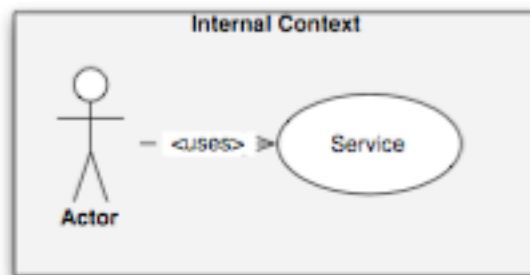 Internal Context
<uses>
Service
Actor